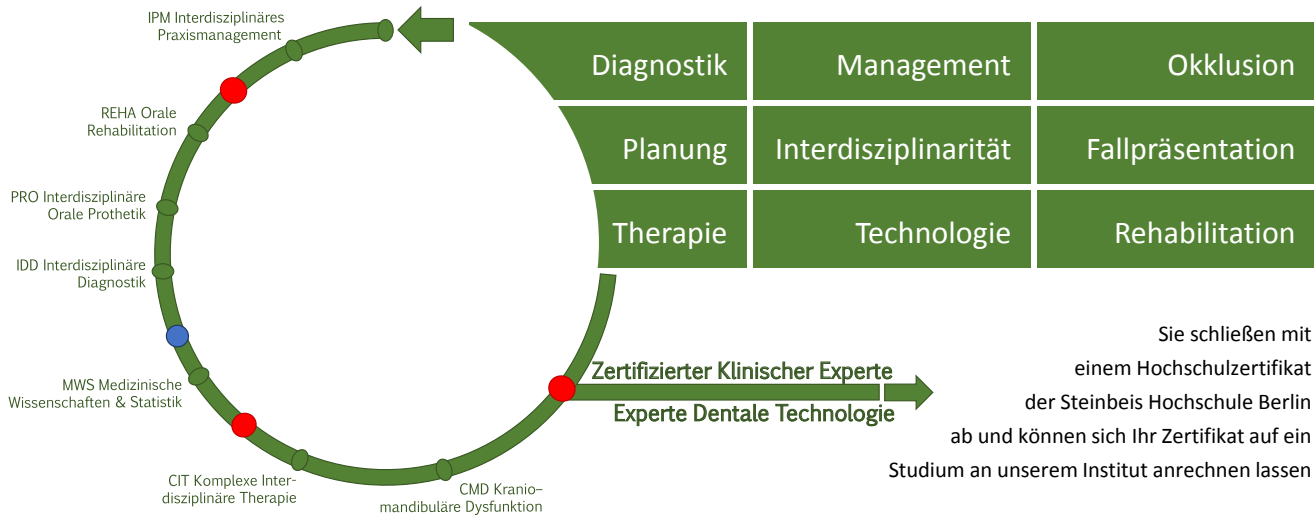 IPM Interdisziplinäres
Praxismanagement
REHA Orale
Rehabilitation
PRO Interdisziplinäre
Orale Prothetik
IDD Interdisziplinäre
Diagnostik
MWS Medizinische
Wissenschaften & Statistik
CIT Komplexe Inter-
disziplinäre Therapie
CMD Kranio–
mandibuläre Dysfunktion
Diagnostik Management Okklusion
Planung Interdisziplinarität Fallpräsentation
Therapie Technologie Rehabilitation
Zertifizierter Klinischer Experte
Experte Dentale Technologie
Sie schließen mit
einem Hochschulzertifikat
der Steinbeis Hochschule Berlin
ab und können sich Ihr Zertifikat auf ein
Studium an unserem Institut anrechnen lassen